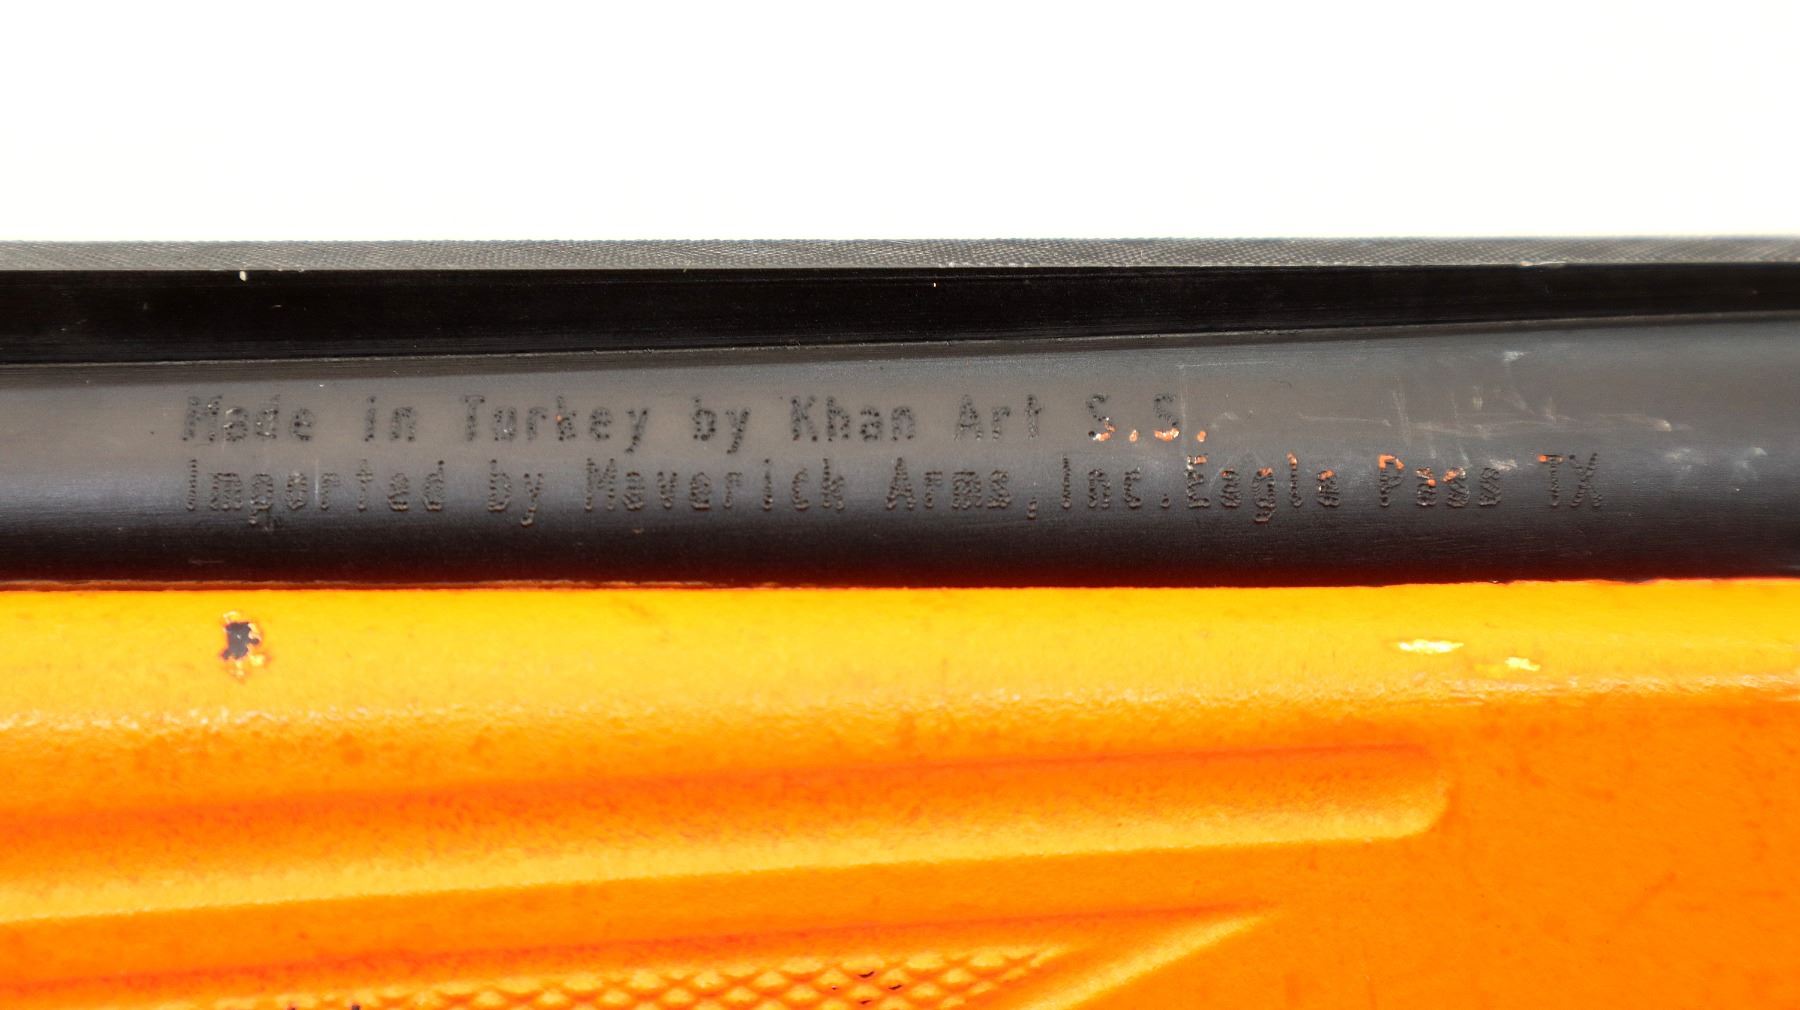 Made in Turkey by Khan Art S.S.
Imported by Maverick Arms,Inc.Eagle Pass TX